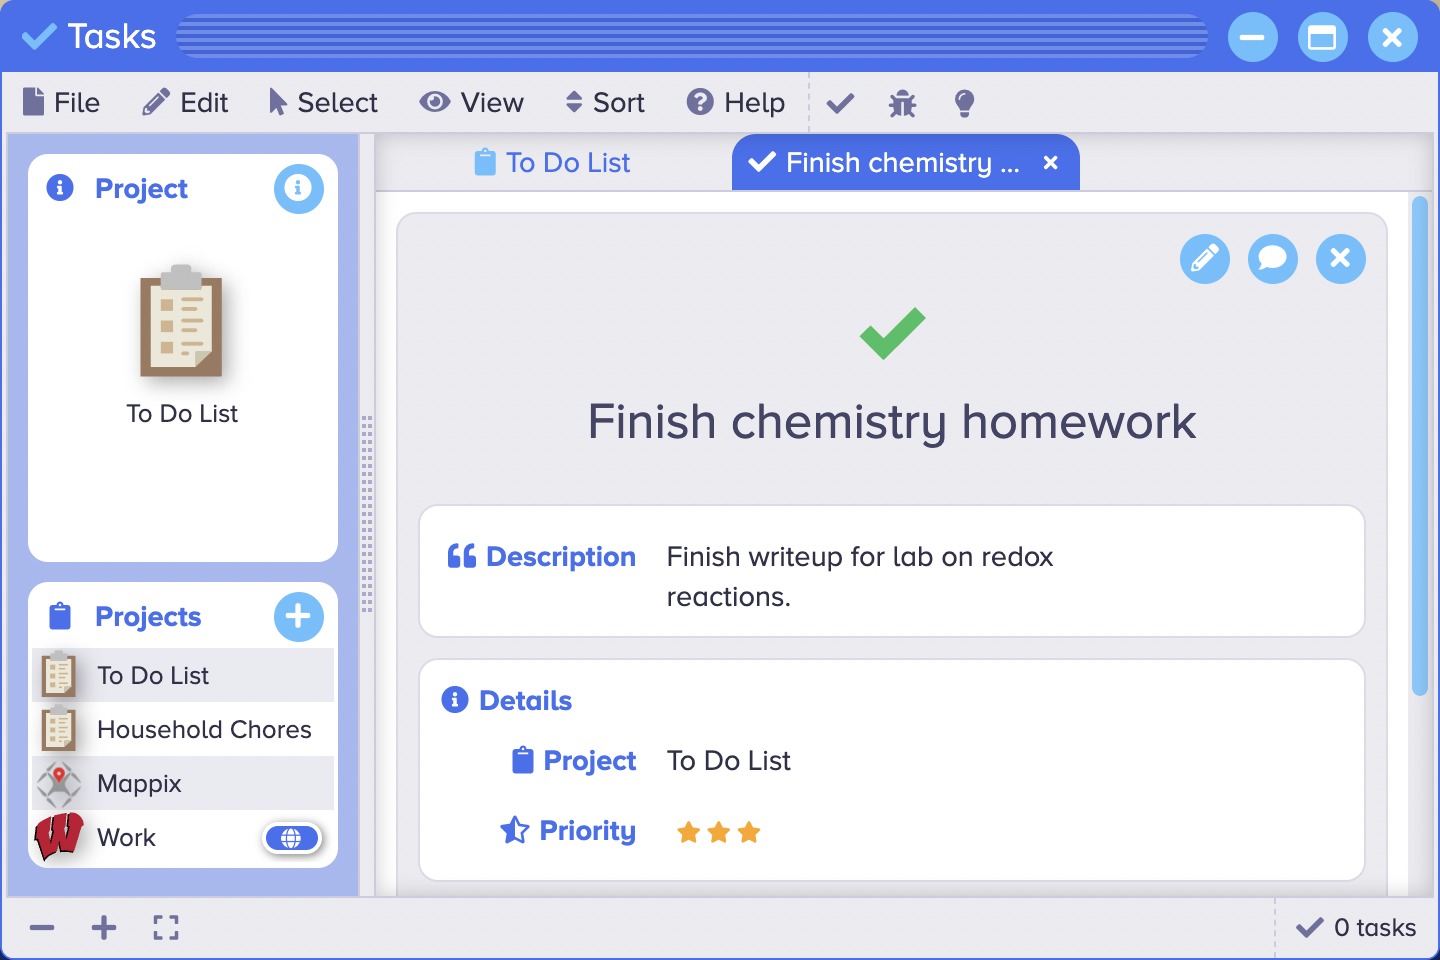 Tasks
File Edit Select View Sort Help
Project
To Do List
Projects
To Do List
Household Chores
Mappix
W Work
To Do List
Finish chemistry ...
Finish chemistry homework
Description Finish writeup for lab on redox
reactions.
Details
Project To Do List
Priority
0 tasks